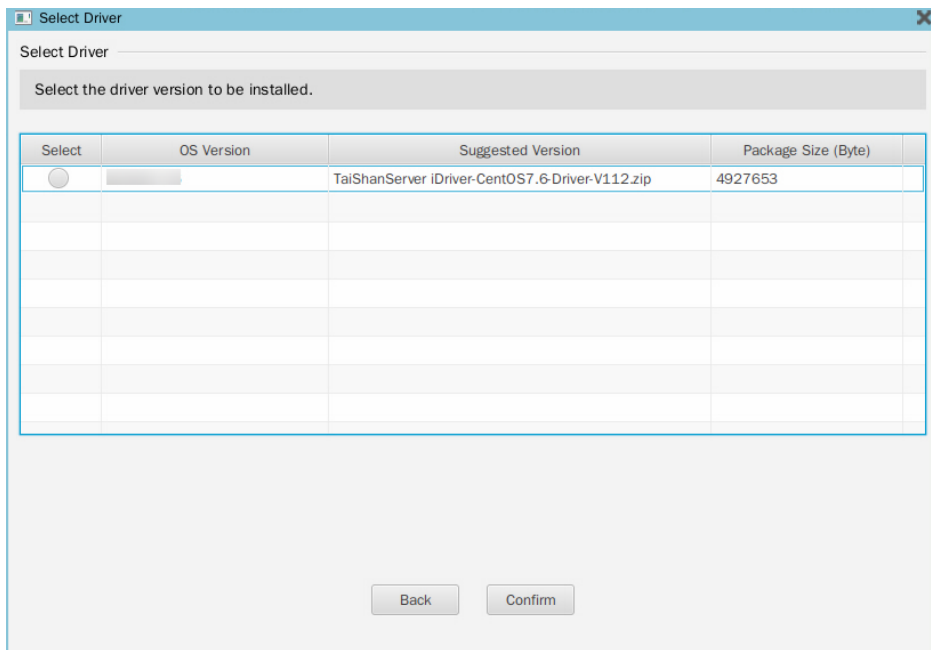 Select Driver
Select Driver
Select the driver version to be installed.
Select OS Version Suggested Version Package Size (Byte)
TaiShanServer iDriver-CentOS7.6-Driver-V112.zip 4927653
Back Confirm